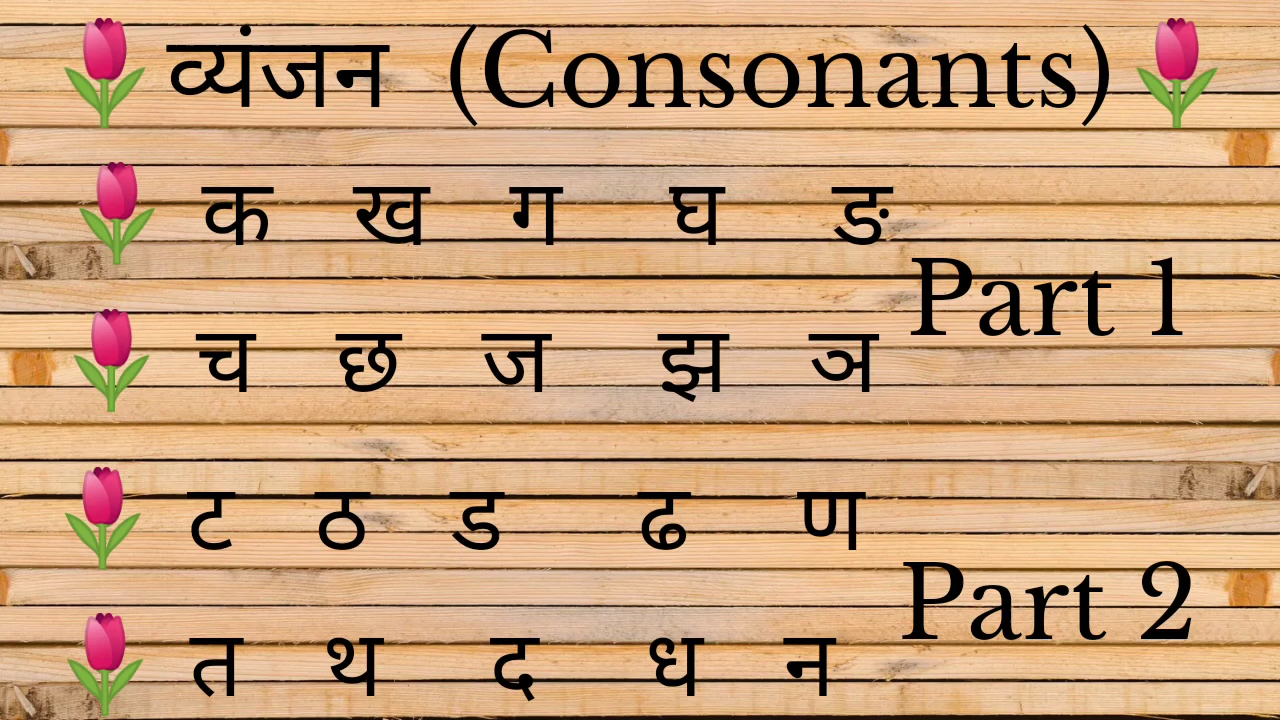 व्यंजन (Consonants)
क ख ग घ ङ
Part 1
च छ ज झ ञ
ट ठ ड ढ ण
Part 2
त थ द ध न